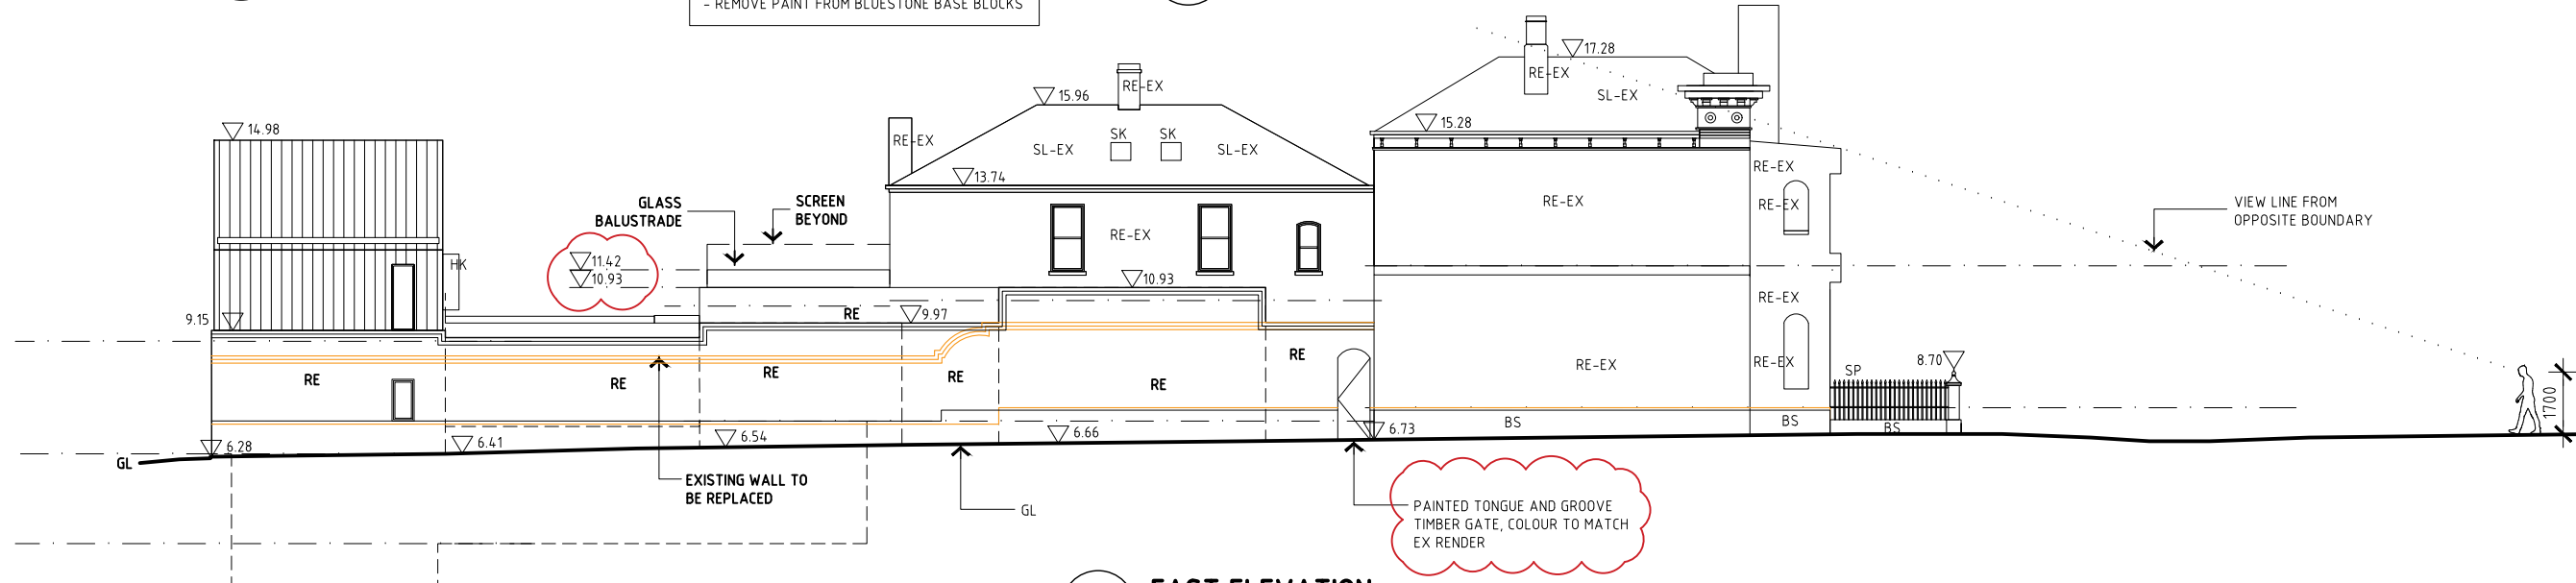 - REMOVE PAINT FROM BLUESTONE BASE BLOCKS
17.28
RE-EX
SL-EX
15.96
RE-EX
15.28
14.98
RE-EX
SK
SK
SL-EX
SL-EX
13.74
RE-EX
RE-EX
RE-EX
GLASS
BALUSTRADE
SCREEN
BEYOND
VIEW LINE FROM
OPPOSITE BOUNDARY
RE-EX
HK
11.42
10.93
10.93
RE-EX
9.15
RE
9.97
RE
RE
RE
RE
RE
RE
RE-EX
RE-EX
SP
8.70
1700
BS
BS
BS
6.28
6.41
6.54
6.66
6.73
GL
EXISTING WALL TO
BE REPLACED
GL
PAINTED TONGUE AND GROOVE
TIMBER GATE, COLOUR TO MATCH
EX RENDER
EAST ELEVATION